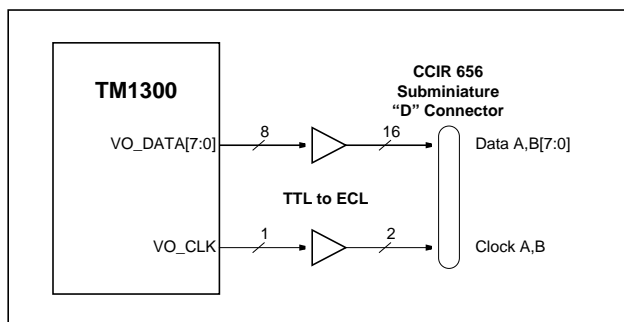 TM1300
CCIR 656
Subminiature
“D” Connector
VO_DATA[7:0]
8
16
Data A,B[7:0]
TTL to ECL
VO_CLK
1
2
Clock A,B